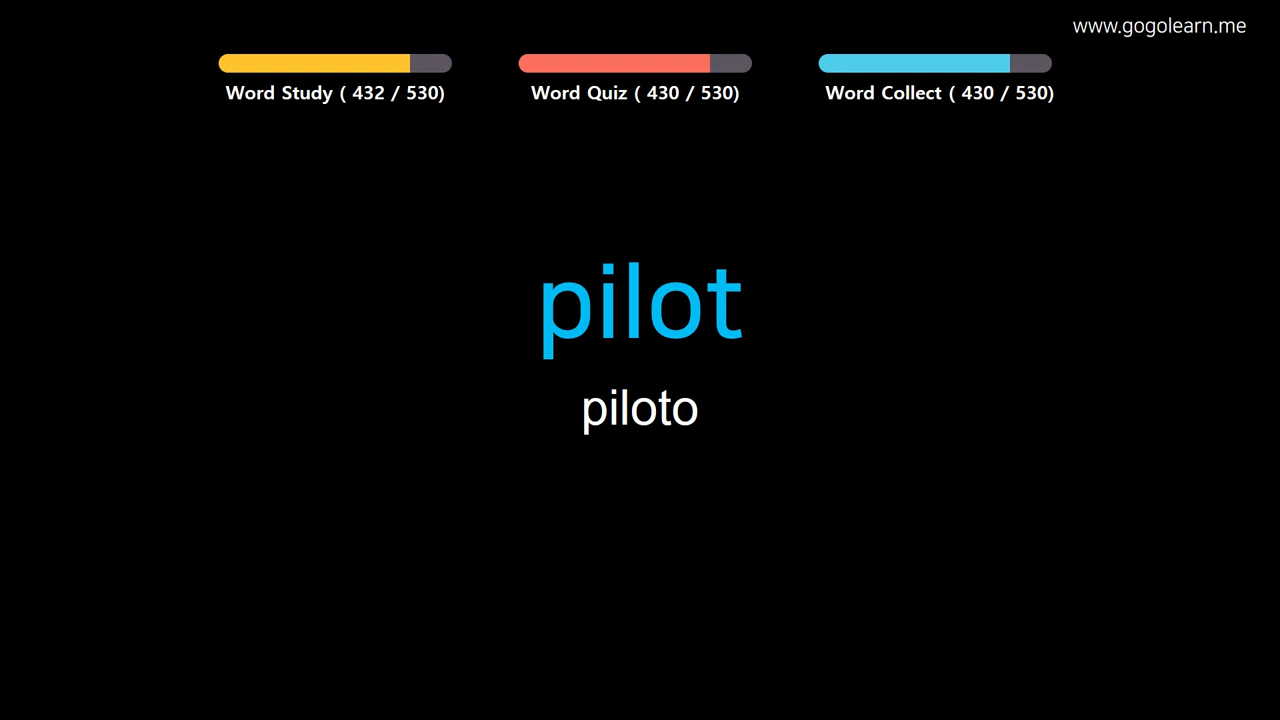 www.gogolearn.me
Word Study ( 432 / 530)
Word Quiz ( 430 / 530)
Word Collect ( 430 / 530)
pilot
piloto